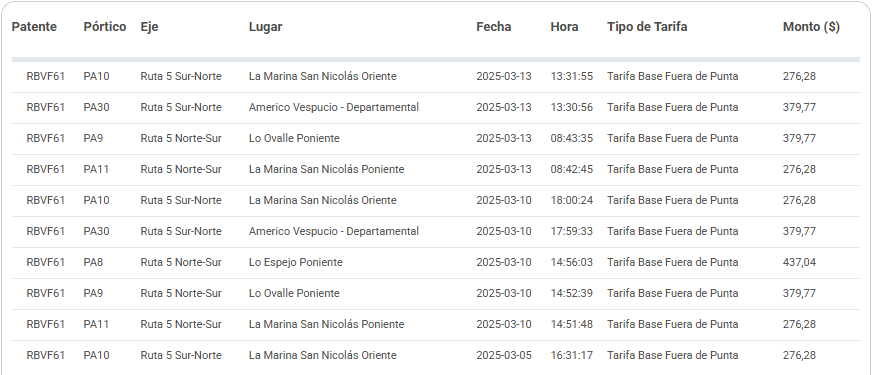 Patente Pórtico Eje Lugar Fecha Hora Tipo de Tarifa Monto ($)
RBVF61 PA10 Ruta 5 Sur-Norte La Marina San Nicolás Oriente 2025-03-13 13:31:55 Tarifa Base Fuera de Punta 276,28
RBVF61 PA30 Ruta 5 Sur-Norte Americo Vespucio - Departamental 2025-03-13 13:30:56 Tarifa Base Fuera de Punta 379,77
RBVF61 PA9 Ruta 5 Norte-Sur Lo Ovalle Poniente 2025-03-13 08:43:35 Tarifa Base Fuera de Punta 379,77
RBVF61 PA11 Ruta 5 Norte-Sur La Marina San Nicolás Poniente 2025-03-13 08:42:45 Tarifa Base Fuera de Punta 276,28
RBVF61 PA10 Ruta 5 Sur-Norte La Marina San Nicolás Oriente 2025-03-10 18:00:24 Tarifa Base Fuera de Punta 276,28
RBVF61 PA30 Ruta 5 Sur-Norte Americo Vespucio - Departamental 2025-03-10 17:59:33 Tarifa Base Fuera de Punta 379,77
RBVF61 PA8 Ruta 5 Norte-Sur Lo Espejo Poniente 2025-03-10 14:56:03 Tarifa Base Fuera de Punta 437,04
RBVF61 PA9 Ruta 5 Norte-Sur Lo Ovalle Poniente 2025-03-10 14:52:39 Tarifa Base Fuera de Punta 379,77
RBVF61 PA11 Ruta 5 Norte-Sur La Marina San Nicolás Poniente 2025-03-10 14:51:48 Tarifa Base Fuera de Punta 276,28
RBVF61 PA10 Ruta 5 Sur-Norte La Marina San Nicolás Oriente 2025-03-05 16:31:17 Tarifa Base Fuera de Punta 276,28